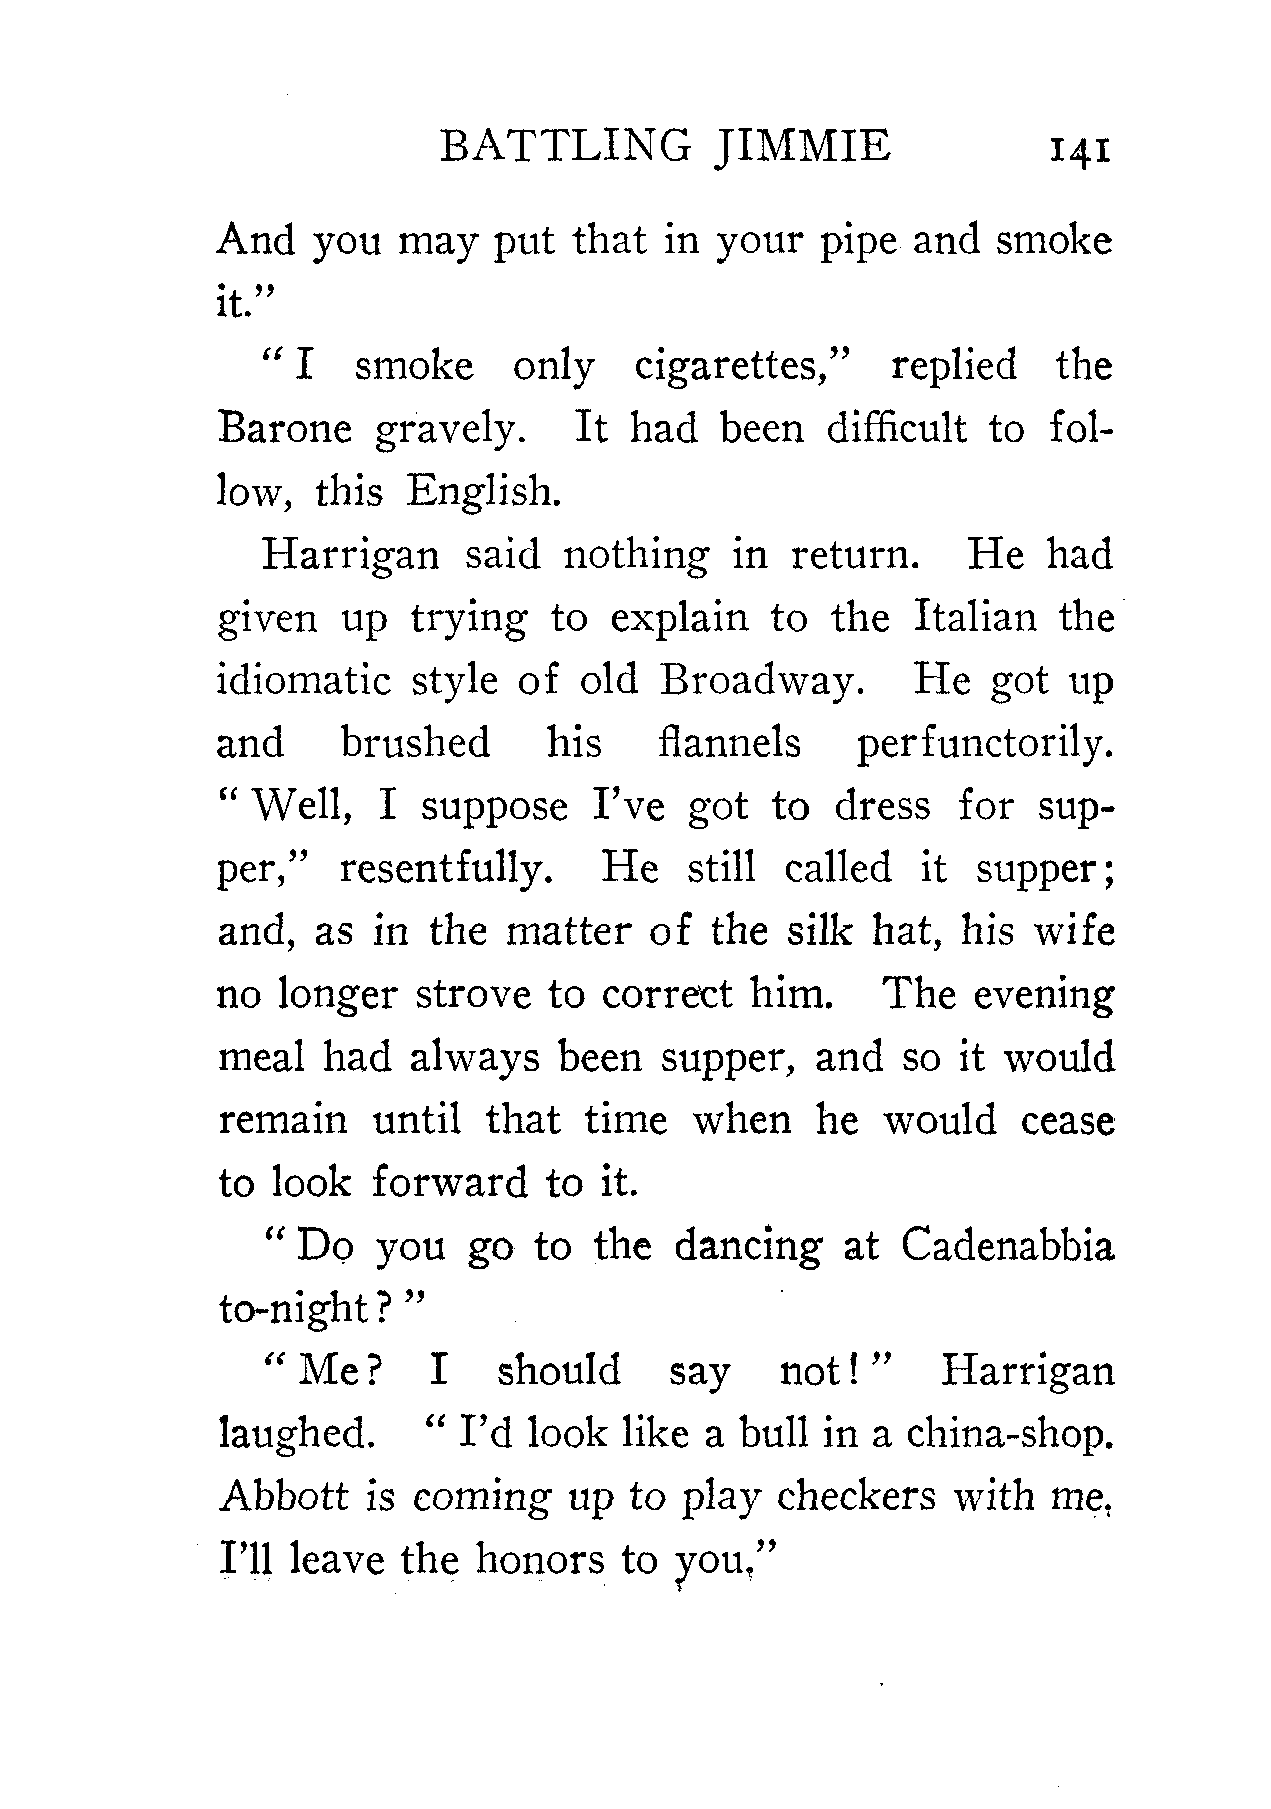 BATTLING JIMMIE 141
And you may put that in your pipe and smoke
it.”
“ I smoke only cigarettes,” replied the
Barone gravely. It had been difficult to fol-
low, this English.
Harrigan said nothing in return. He had
given up trying to explain to the Italian the
idiomatic style of old Broadway. He got up
and brushed his flannels perfunctorily.
“ Well, I suppose I’ve got to dress for sup-
per,” resentfully. He still called it supper;
and, as in the matter of the silk hat, his wife
no longer strove to correct him. The evening
meal had always been supper, and so it would
remain until that time when he would cease
to look forward to it.
“ Do you go to the dancing at Cadenabbia
to-night? ”
“ Me? I should say not! ” Harrigan
laughed. “ I’d look like a bull in a china-shop.
Abbott is coming up to play checkers with me.
I’ll leave the honors to you.”